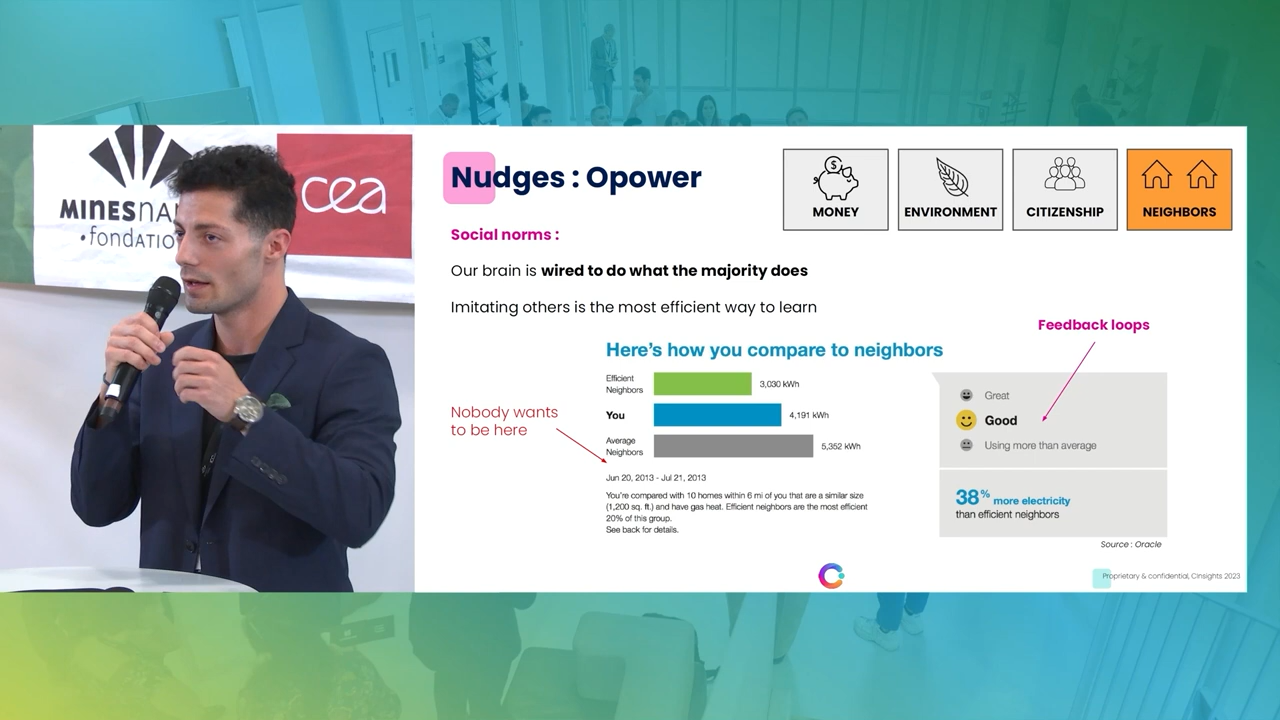 MINES NA
• fondATIO
cea
Nudges : Opower
MONEY
ENVIRONMENT
CITIZENSHIP
NEIGHBORS
Social norms :
Our brain is wired to do what the majority does
Imitating others is the most efficient way to learn
Feedback loops
Here's how you compare to neighbors
Efficient
Neighbors
3,030 kWh
You
4,191 kWh
Average
Neighbors
5,352 kWh
Nobody wants
to be here
Jun 20, 2013 - Jul 21, 2013
You're compared with 10 homes within 6 mi of you that are a similar size
(1,200 sq. ft.) and have gas heat. Efficient neighbors are the most efficient
20% of this group.
See back for details.
Great
Good
Using more than average
38% more electricity
than efficient neighbors
Source : Oracle
Proprietary & confidential, CInsights 2023